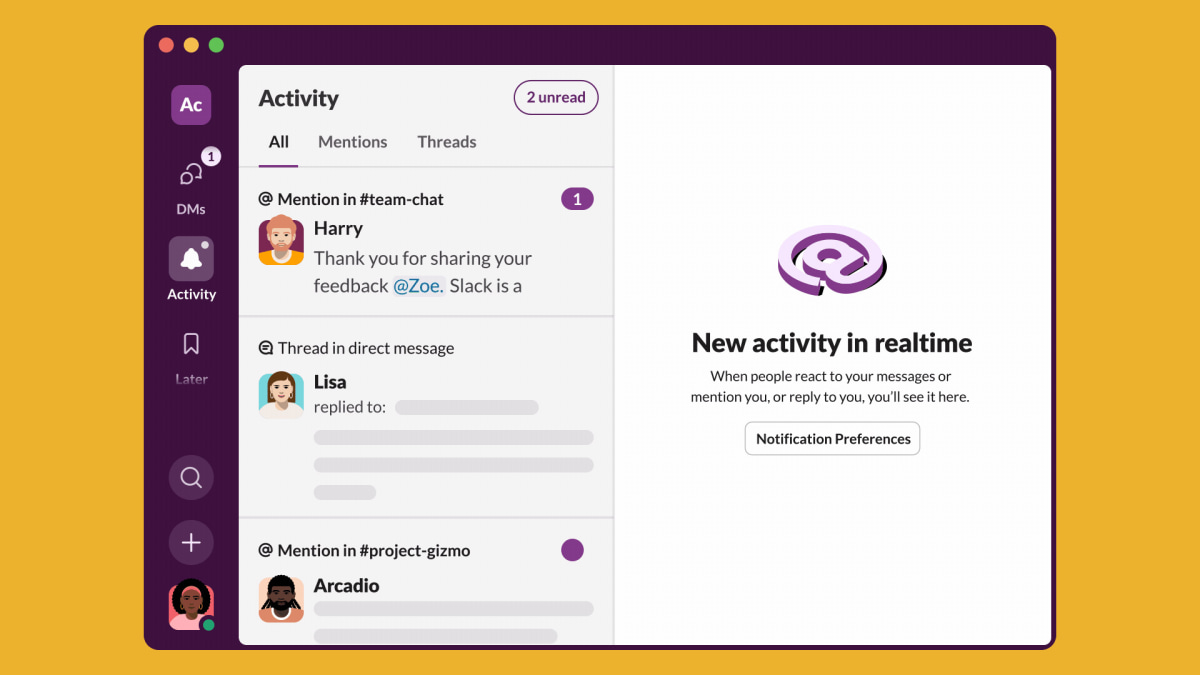 Ac
1
DMs
Activity
Later
Activity
2 unread
All Mentions Threads
@ Mention in #team-chat
1
Harry
Thank you for sharing your
feedback @Zoe. Slack is a
Thread in direct message
Lisa
replied to:
@ Mention in #project-gizmo
Arcadio
@
New activity in realtime
When people react to your messages or
mention you, or reply to you, you’ll see it here.
Notification Preferences